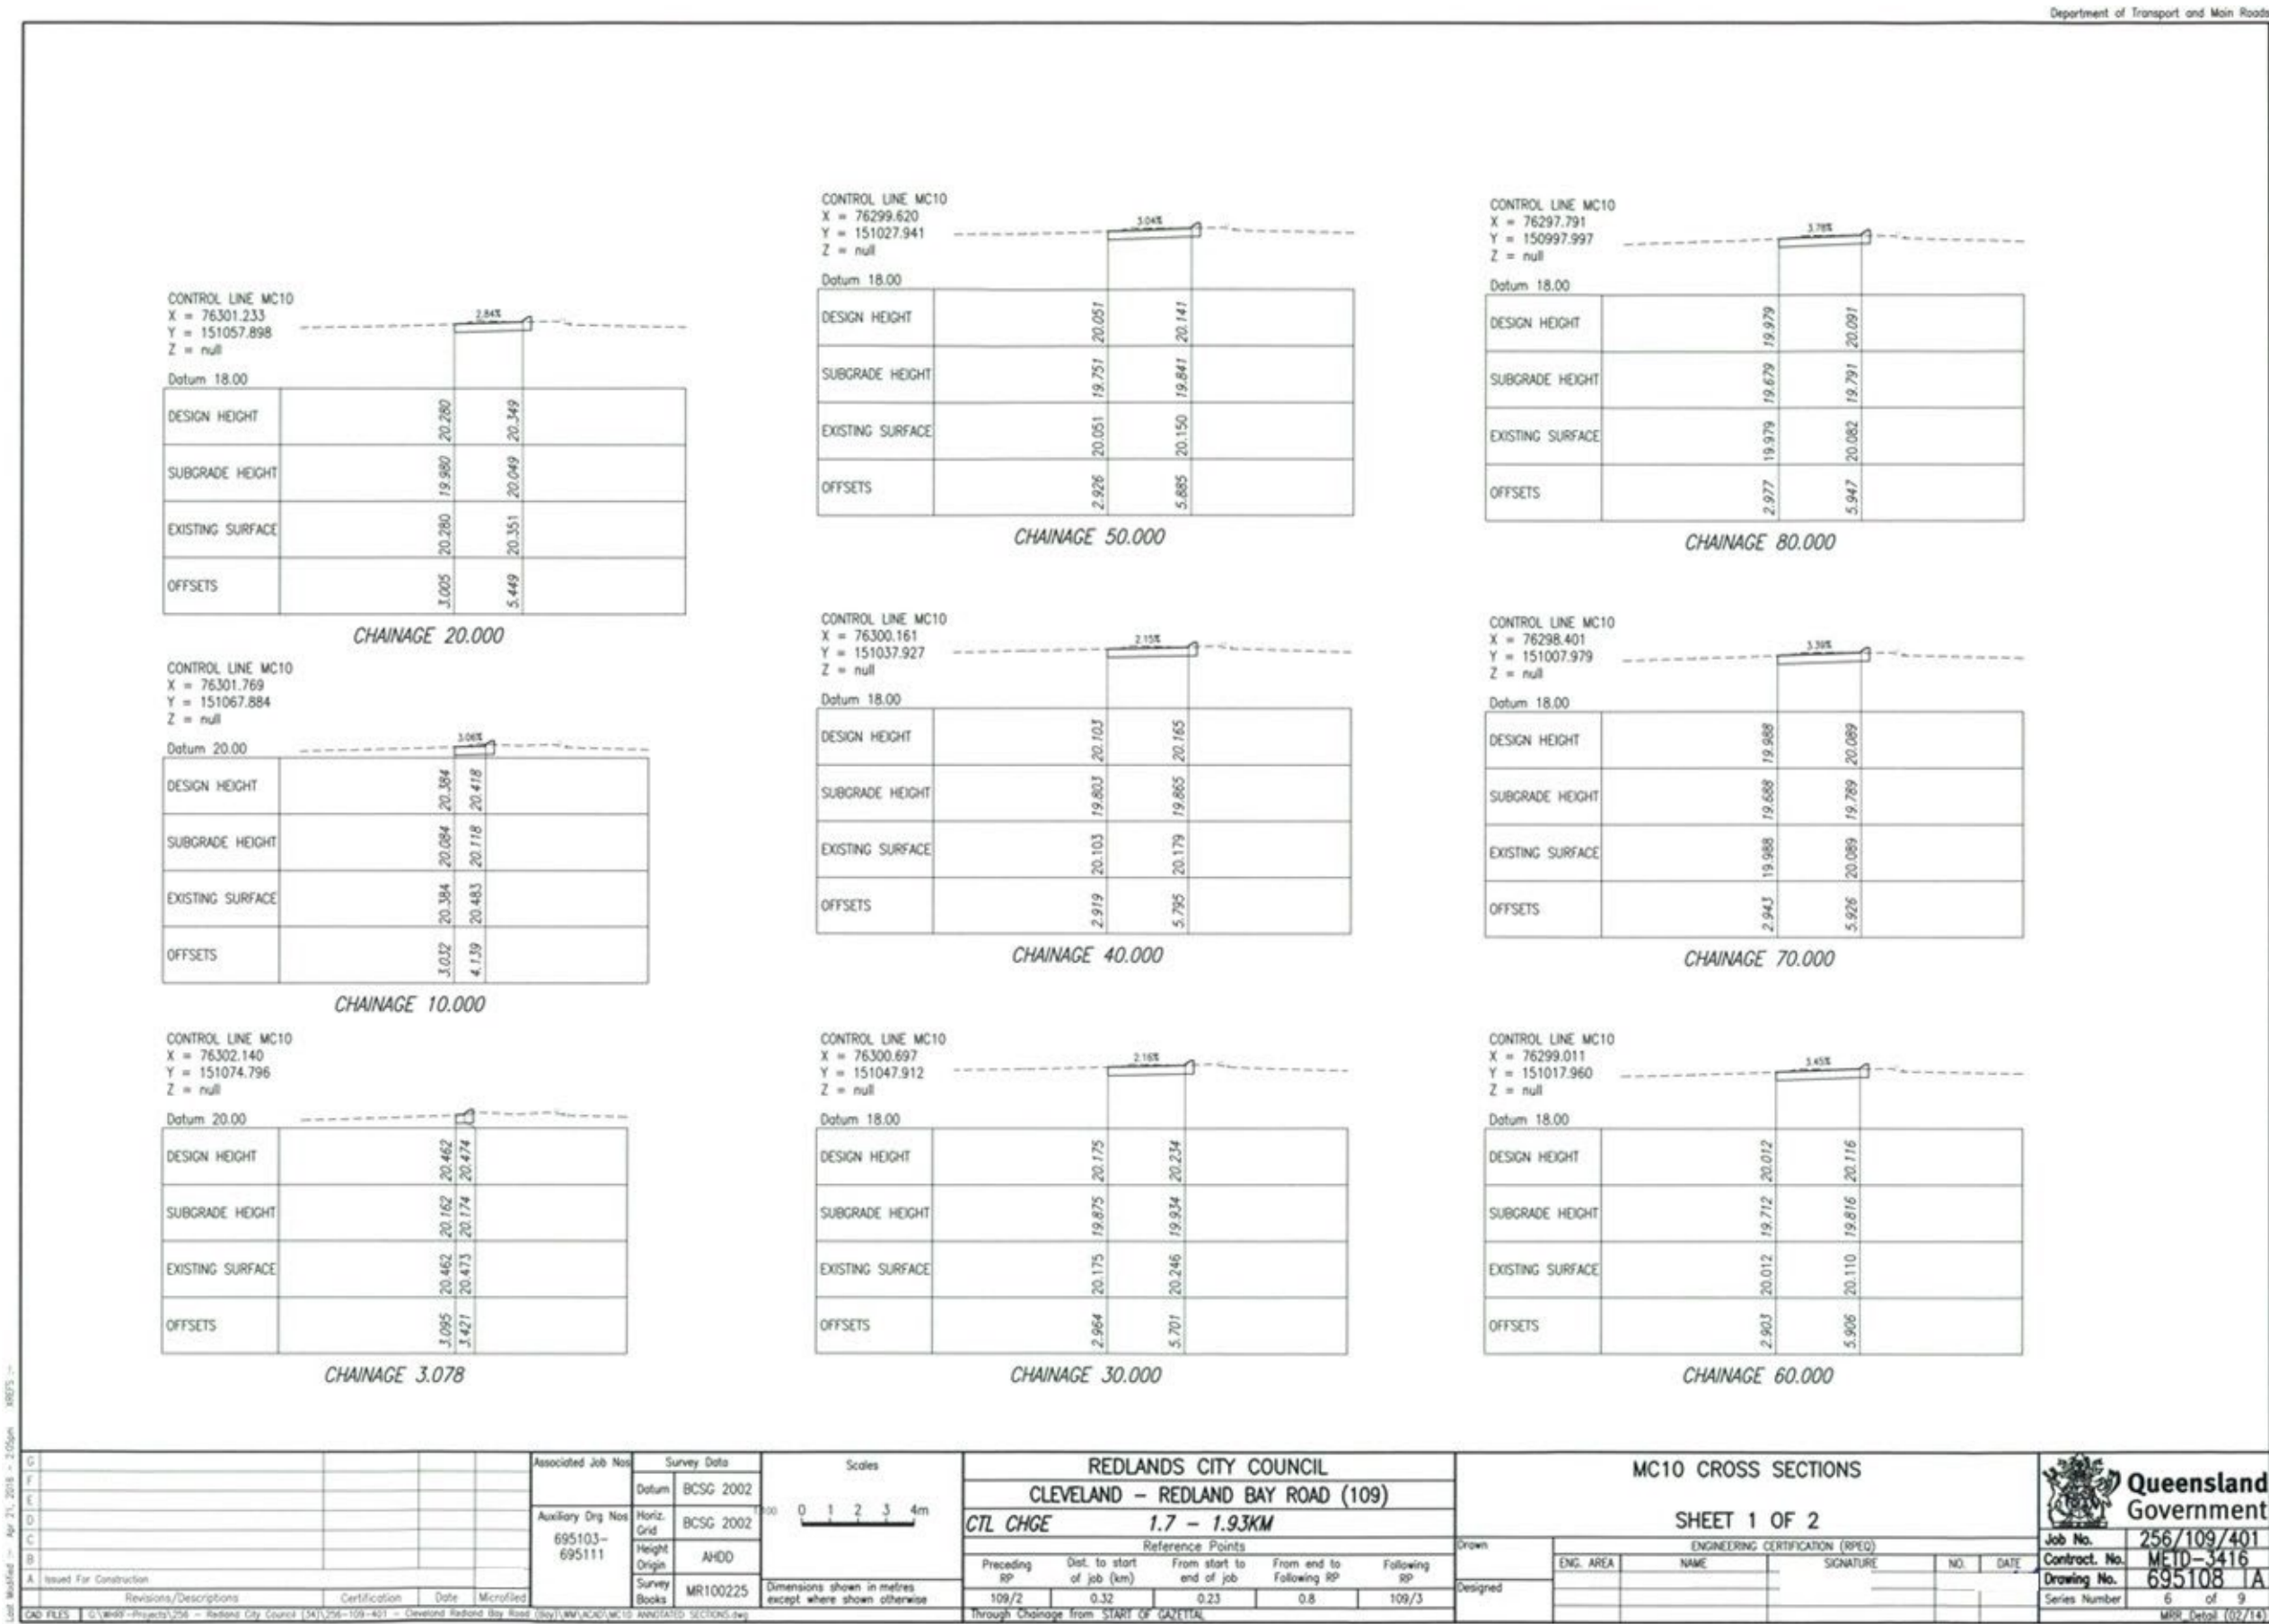 Department of Transport and Main Roads
CONTROL LINE MC10
X = 76301.233
Y = 151057.898
Z = null
2.84%
Datum 18.00
DESIGN HEIGHT 20.280 20.349
SUBGRADE HEIGHT 19.980 20.049
EXISTING SURFACE 20.280 20.351
OFFSETS 3.005 5.449
CHAINAGE 20.000
CONTROL LINE MC10
X = 76301.769
Y = 151067.884
Z = null
3.06%
Datum 20.00
DESIGN HEIGHT 20.384 20.418
SUBGRADE HEIGHT 20.084 20.118
EXISTING SURFACE 20.384 20.483
OFFSETS 3.032 4.139
CHAINAGE 10.000
CONTROL LINE MC10
X = 76302.140
Y = 151074.796
Z = null
Datum 20.00
DESIGN HEIGHT 20.462 20.474
SUBGRADE HEIGHT 20.162 20.174
EXISTING SURFACE 20.462 20.473
OFFSETS 3.095 3.421
CHAINAGE 3.078
CONTROL LINE MC10
X = 76299.620
Y = 151027.941
Z = null
3.04%
Datum 18.00
DESIGN HEIGHT 20.051 20.141
SUBGRADE HEIGHT 19.751 19.841
EXISTING SURFACE 20.051 20.150
OFFSETS 2.926 5.885
CHAINAGE 50.000
CONTROL LINE MC10
X = 76300.161
Y = 151037.927
Z = null
2.15%
Datum 18.00
DESIGN HEIGHT 20.103 20.165
SUBGRADE HEIGHT 19.803 19.865
EXISTING SURFACE 20.103 20.179
OFFSETS 2.919 5.795
CHAINAGE 40.000
CONTROL LINE MC10
X = 76300.697
Y = 151047.912
Z = null
2.16%
Datum 18.00
DESIGN HEIGHT 20.175 20.234
SUBGRADE HEIGHT 19.875 19.934
EXISTING SURFACE 20.175 20.246
OFFSETS 2.964 5.701
CHAINAGE 30.000
CONTROL LINE MC10
X = 76297.791
Y = 150997.997
Z = null
3.78%
Datum 18.00
DESIGN HEIGHT 19.979 20.091
SUBGRADE HEIGHT 19.679 19.791
EXISTING SURFACE 19.979 20.082
OFFSETS 2.977 5.947
CHAINAGE 80.000
CONTROL LINE MC10
X = 76298.401
Y = 151007.979
Z = null
3.39%
Datum 18.00
DESIGN HEIGHT 19.988 20.089
SUBGRADE HEIGHT 19.688 19.789
EXISTING SURFACE 19.988 20.089
OFFSETS 2.943 5.926
CHAINAGE 70.000
CONTROL LINE MC10
X = 76299.011
Y = 151017.960
Z = null
3.45%
Datum 18.00
DESIGN HEIGHT 20.012 20.116
SUBGRADE HEIGHT 19.712 19.816
EXISTING SURFACE 20.012 20.110
OFFSETS 2.903 5.906
CHAINAGE 60.000
Last Modified :- Apr 21, 2016 - 2:05pm XREFS :-
G
F
E
D
C
B
A Issued For Construction
Revisions/Descriptions Certification Date Microfilmed
Associated Job Nos
Auxiliary Drg Nos
695103-
695111
Survey Data
Datum BCSG 2002
Horiz. Grid BCSG 2002
Height Origin AHDD
Survey Books MR100225
Scales
0 1 2 3 4m
Dimensions shown in metres
except where shown otherwise
REDLANDS CITY COUNCIL
CLEVELAND - REDLAND BAY ROAD (109)
CTL CHGE 1.7 - 1.93KM
Reference Points
Preceding RP Dist. to start of job (km) From start to end of job From end to Following RP Following RP
109/2 0.32 0.23 0.8 109/3
Through Chainage from START OF GAZETTAL
MC10 CROSS SECTIONS
SHEET 1 OF 2
Drawn
Designed
ENGINEERING CERTIFICATION (RPEQ)
ENG. AREA NAME SIGNATURE NO. DATE
Queensland
Government
Job No. 256/109/401
Contract. No. METD-3416
Drawing No. 695108 A
Series Number 6 of 9
MRR_Detail (02/14)